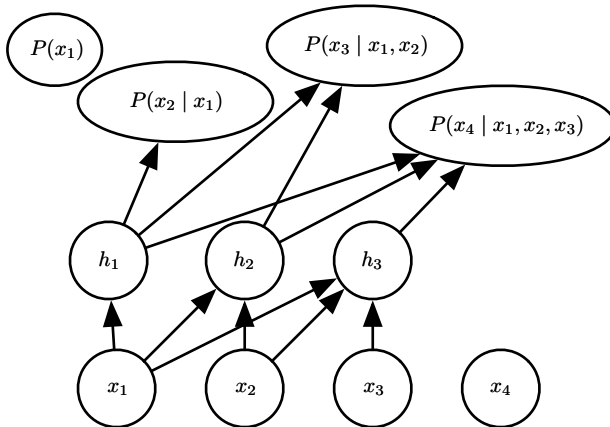 P(x₁)
P(x₃ | x₁, x₂)
P(x₂ | x₁)
P(x₄ | x₁, x₂, x₃)
h₁ h₂ h₃
x₁ x₂ x₃ x₄